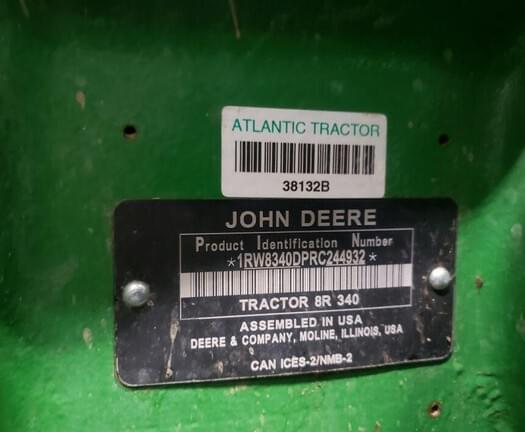 ATLANTIC TRACTOR
38132B
JOHN DEERE
Product Identification Number
*1RW8340DPRC244932*
TRACTOR 8R 340
ASSEMBLED IN USA
DEERE & COMPANY, MOLINE, ILLINOIS, USA
CAN ICES-2/NMB-2